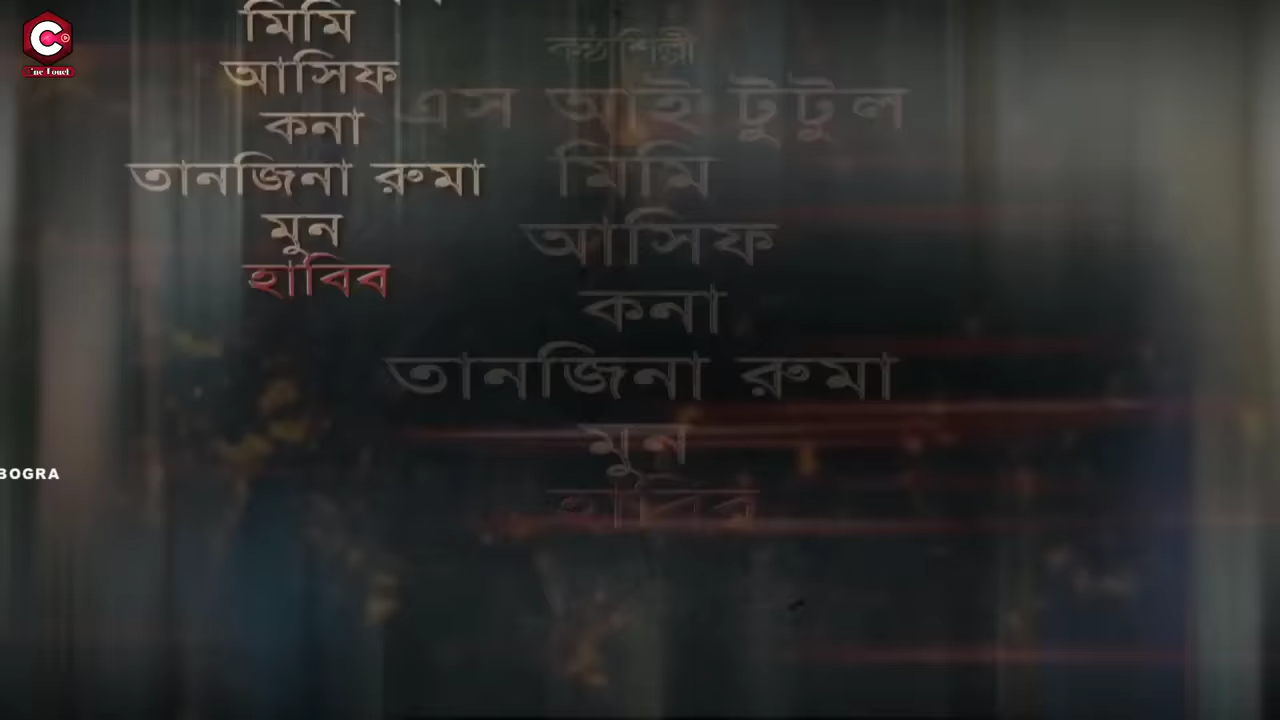 মিমি
আসিফ
কনা
তানজিনা রুমা
মুন
হাবিব
কণ্ঠশিল্পী
এস আই টুটুল
মিমি
আসিফ
কনা
তানজিনা রুমা
মুন
হাবিব
BOGRA